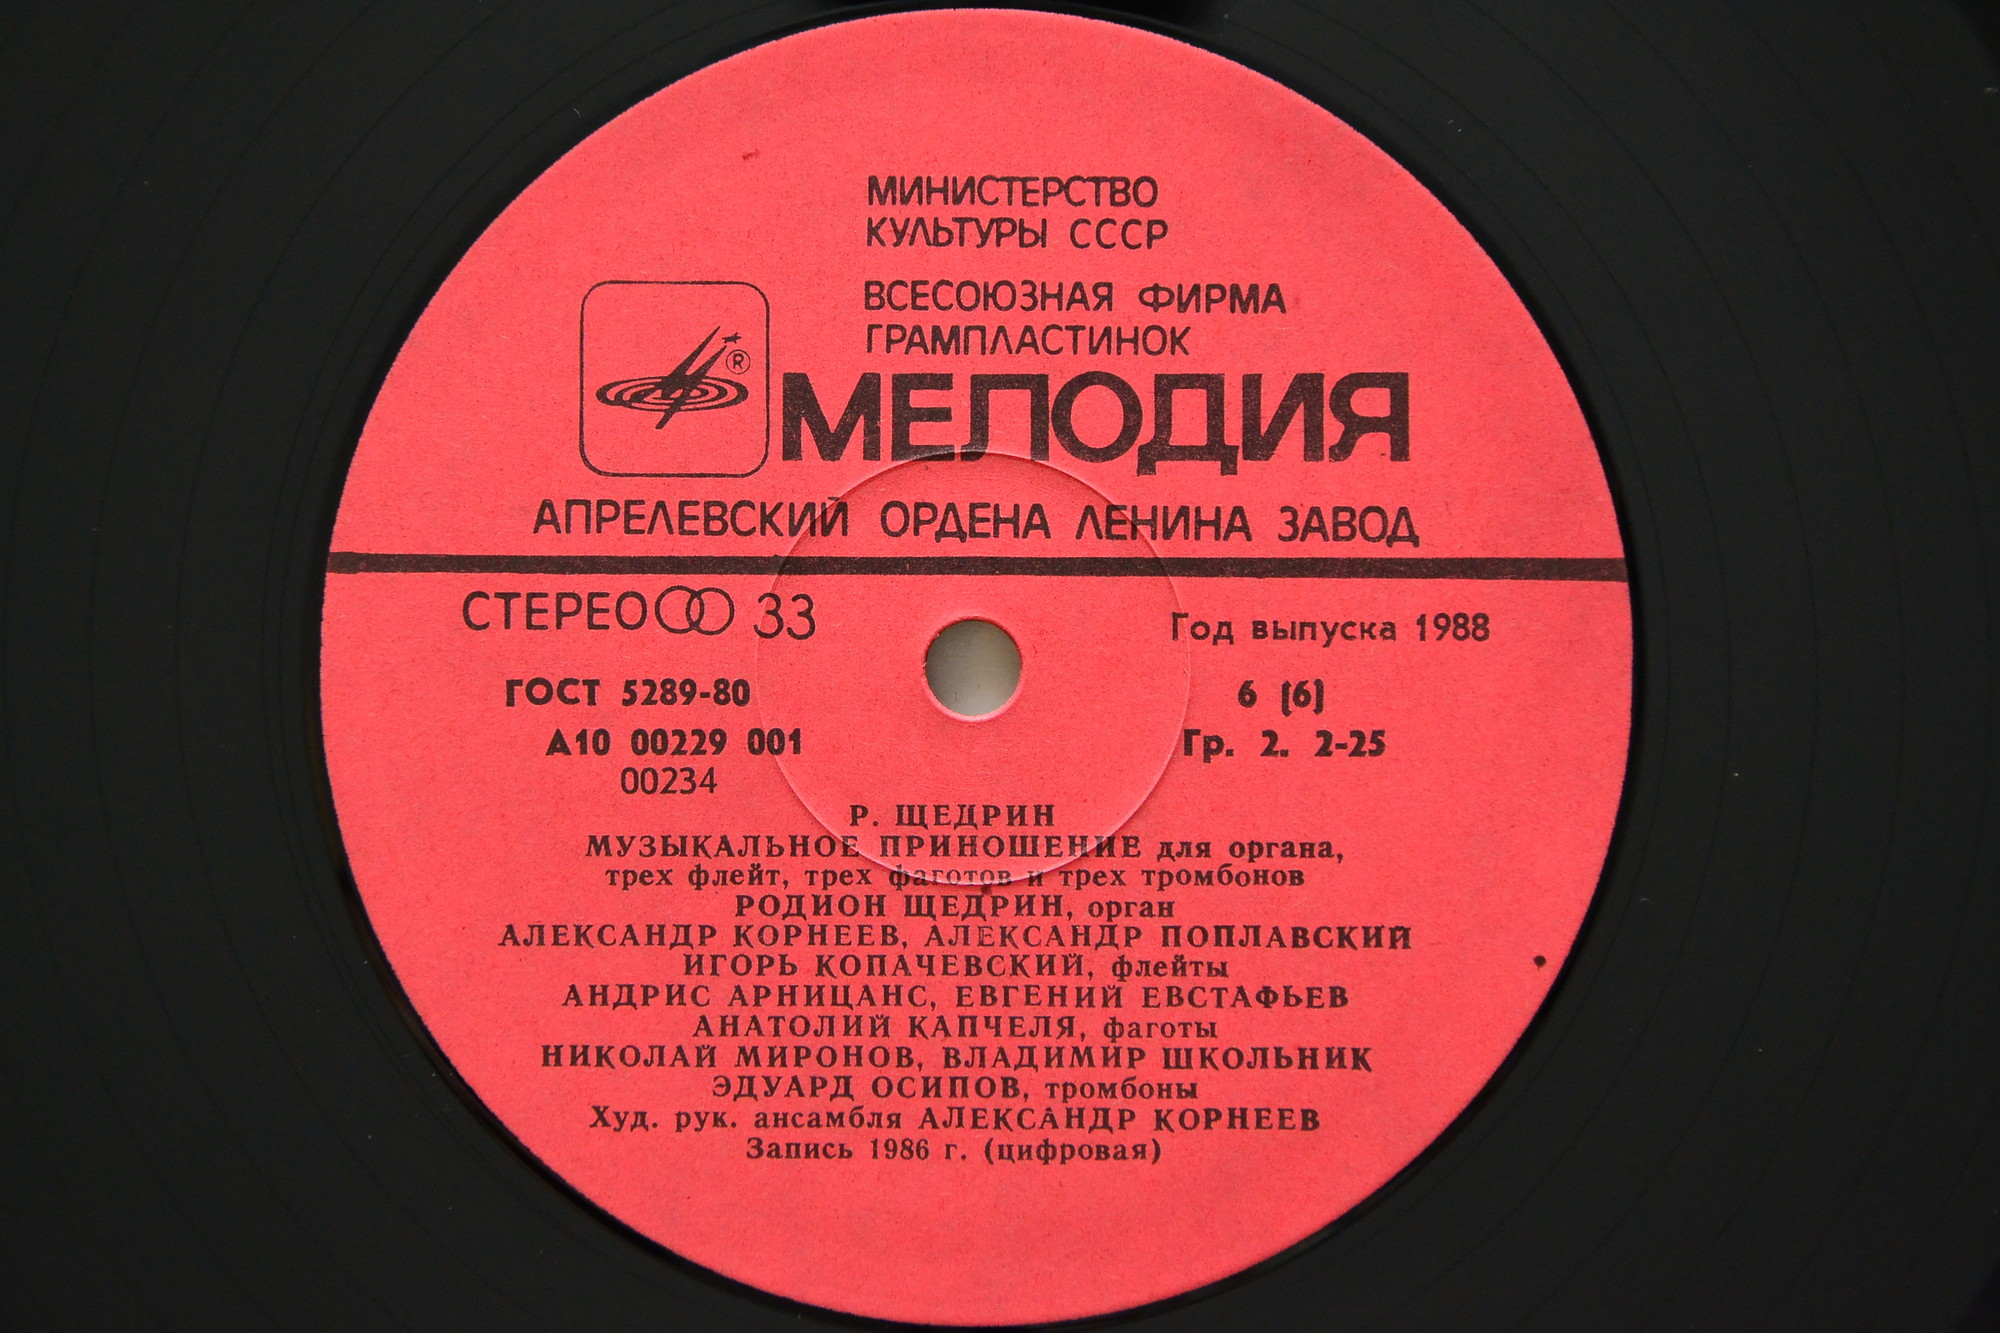 МИНИСТЕРСТВО
КУЛЬТУРЫ СССР
ВСЕСОЮЗНАЯ ФИРМА
ГРАМПЛАСТИНОК
®
МЕЛОДИЯ
АПРЕЛЕВСКИЙ ОРДЕНА ЛЕНИНА ЗАВОД
СТЕРЕО 33
Год выпуска 1988
ГОСТ 5289-80
6 (6)
А10 00229 001
Гр. 2. 2-25
00234
Р. ЩЕДРИН
МУЗЫКАЛЬНОЕ ПРИНОШЕНИЕ для органа,
трех флейт, трех фаготов и трех тромбонов
РОДИОН ЩЕДРИН, орган
АЛЕКСАНДР КОРНЕЕВ, АЛЕКСАНДР ПОПЛАВСКИЙ
ИГОРЬ КОПАЧЕВСКИЙ, флейты
АНДРИС АРНИЦАНС, ЕВГЕНИЙ ЕВСТАФЬЕВ
АНАТОЛИЙ КАПЧЕЛЯ, фаготы
НИКОЛАЙ МИРОНОВ, ВЛАДИМИР ШКОЛЬНИК
ЭДУАРД ОСИПОВ, тромбоны
Худ. рук. ансамбля АЛЕКСАНДР КОРНЕЕВ
Запись 1986 г. (цифровая)